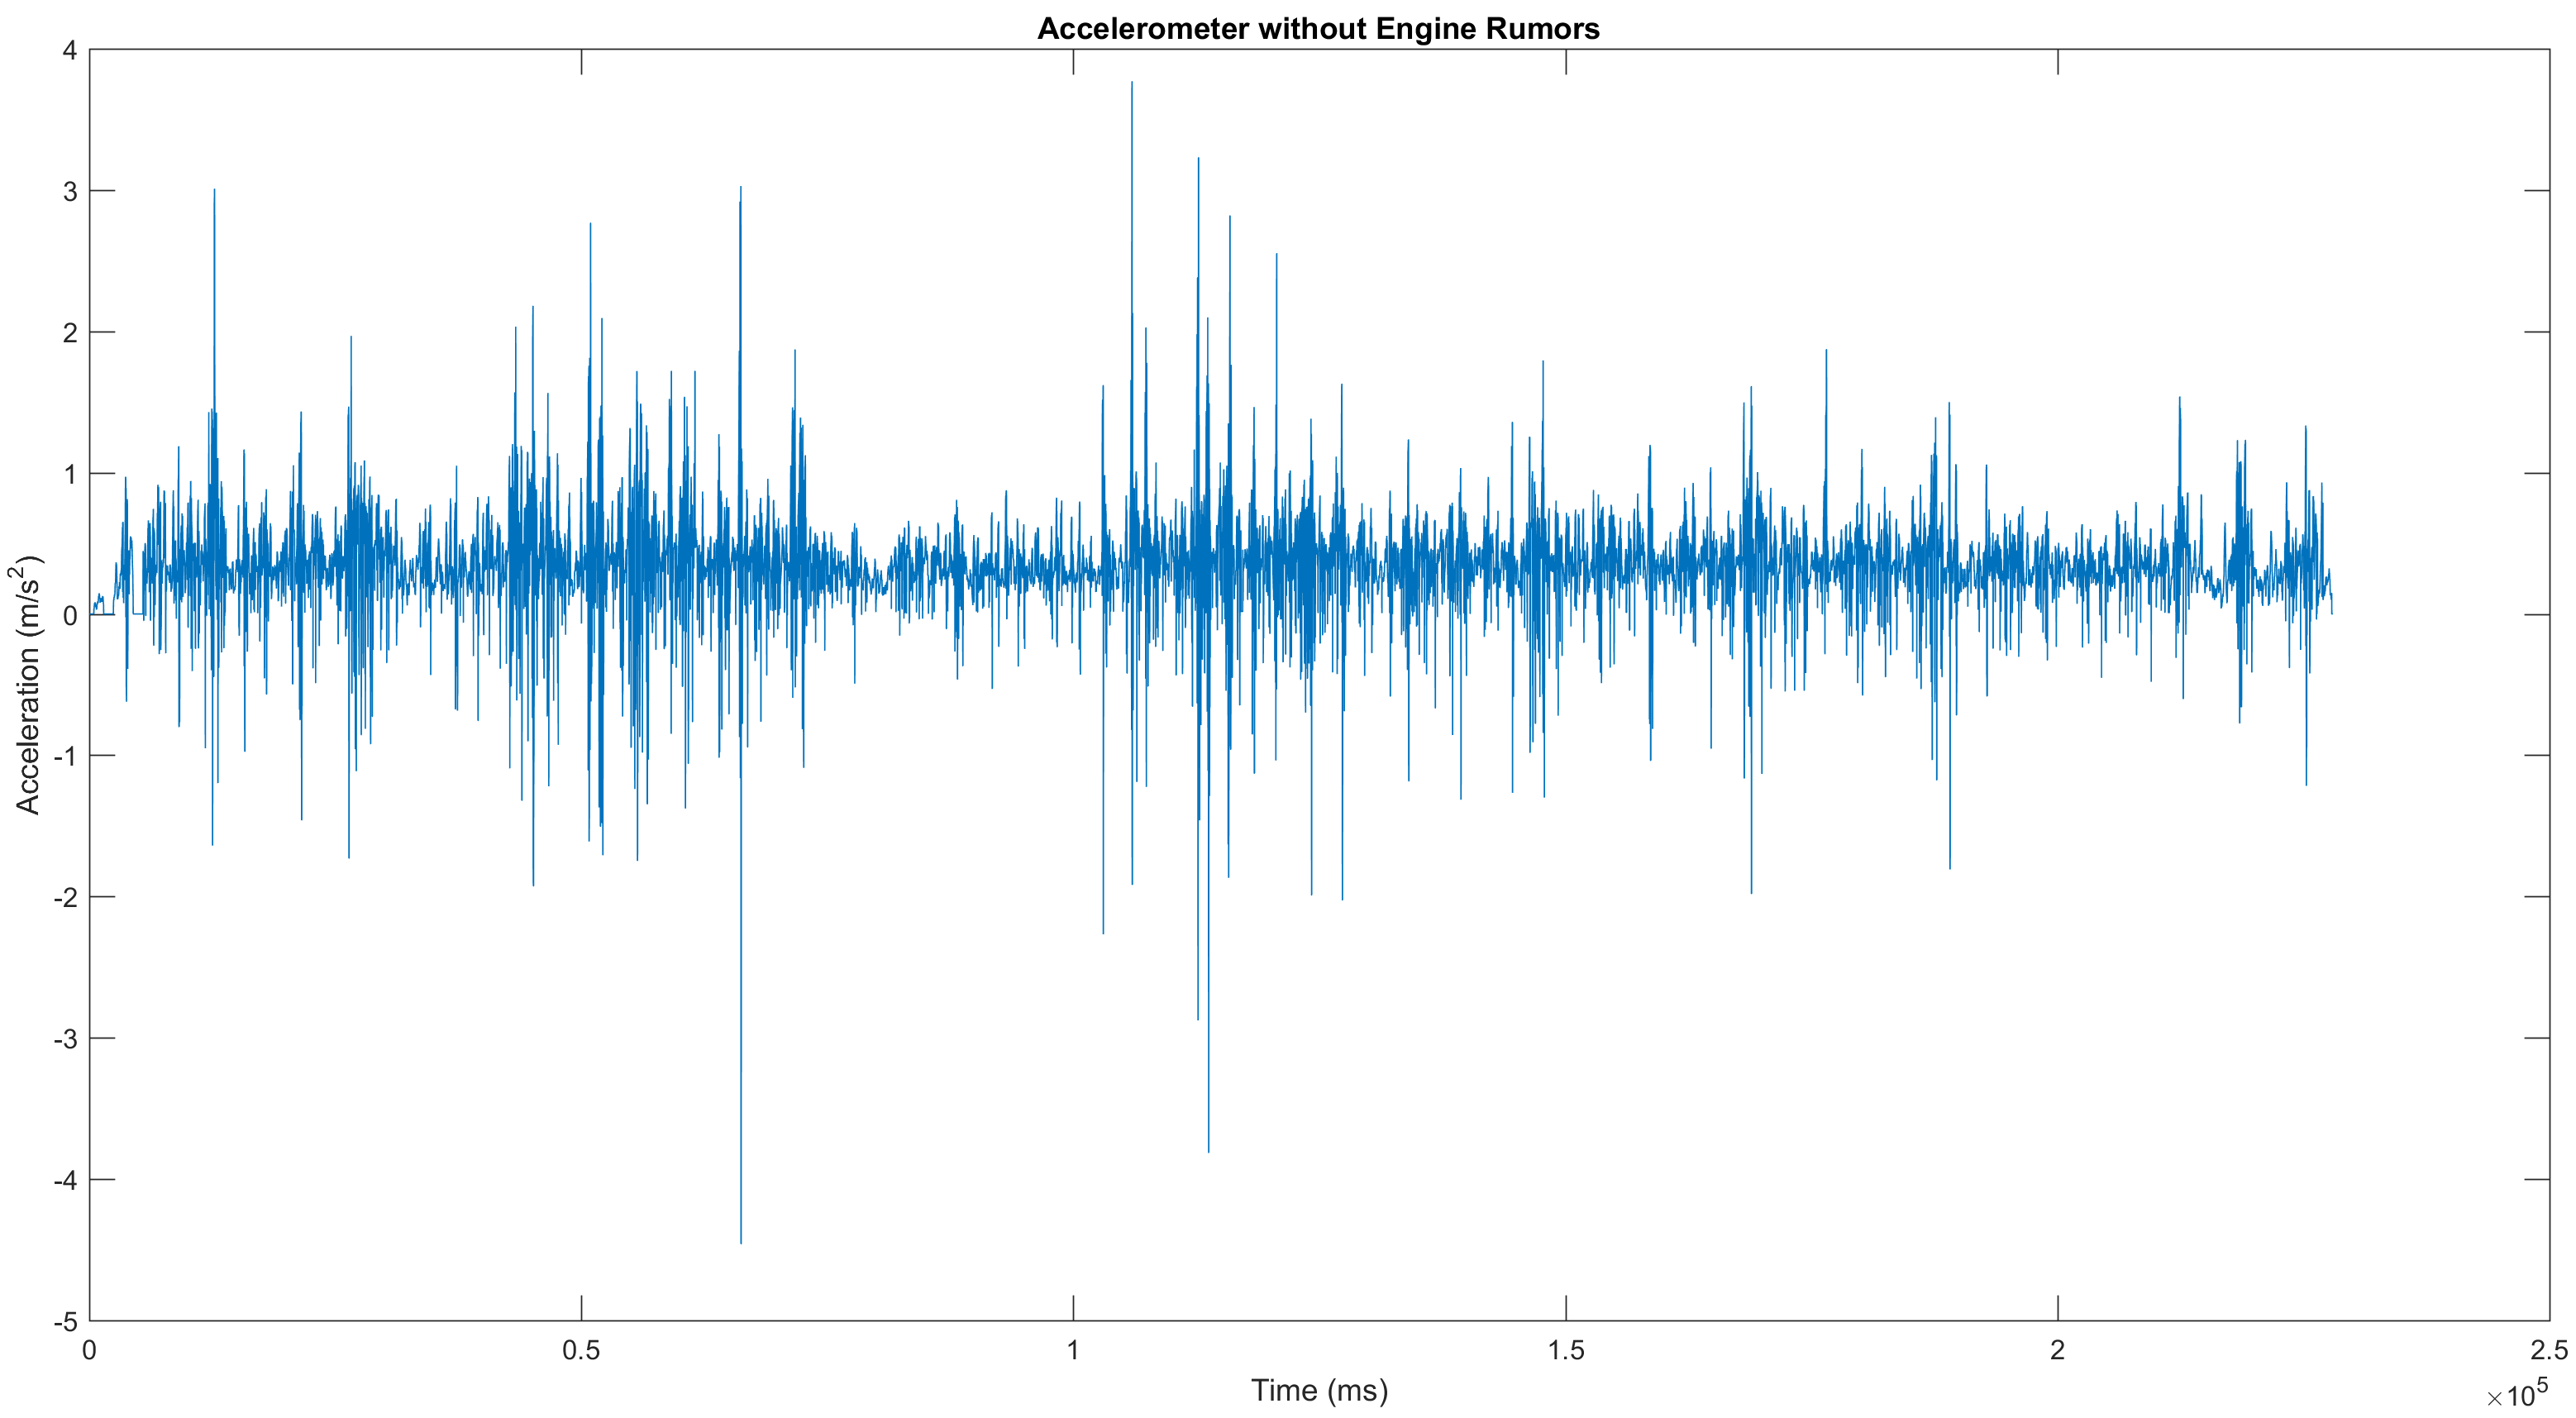 Accelerometer without Engine Rumors
4
3
2
1
0
-1
-2
-3
-4
-5
Acceleration (m/s²)
0 0.5 1 1.5 2 2.5
Time (ms)
×10⁵